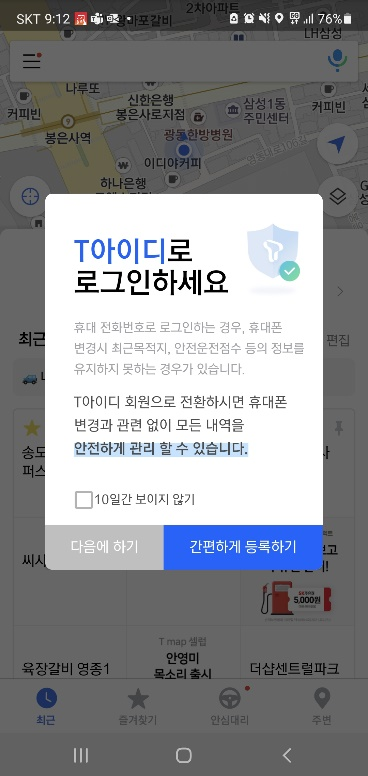 SKT 9:12
76%
2차아파트
LH삼성
나루또
커피빈
신한은행
봉은사로지점
삼성1동
주민센터
커피빈
봉은사역
광동한방병원
이디야커피
하나은행
T아이디로
로그인하세요
휴대 전화번호로 로그인하는 경우, 휴대폰
변경시 최근목적지, 안전운전점수 등의 정보를
유지하지 못하는 경우가 있습니다.
최근
편집
T아이디 회원으로 전환하시면 휴대폰
변경과 관련 없이 모든 내역을
안전하게 관리 할 수 있습니다.
송도
퍼스
10일간 보이지 않기
다음에 하기
간편하게 등록하기
씨사
보고
5,000원
T map 셀럽
안영미
목소리 출시
육장갈비 영종1
더샵센트럴파크
최근
즐겨찾기
안심대리
주변